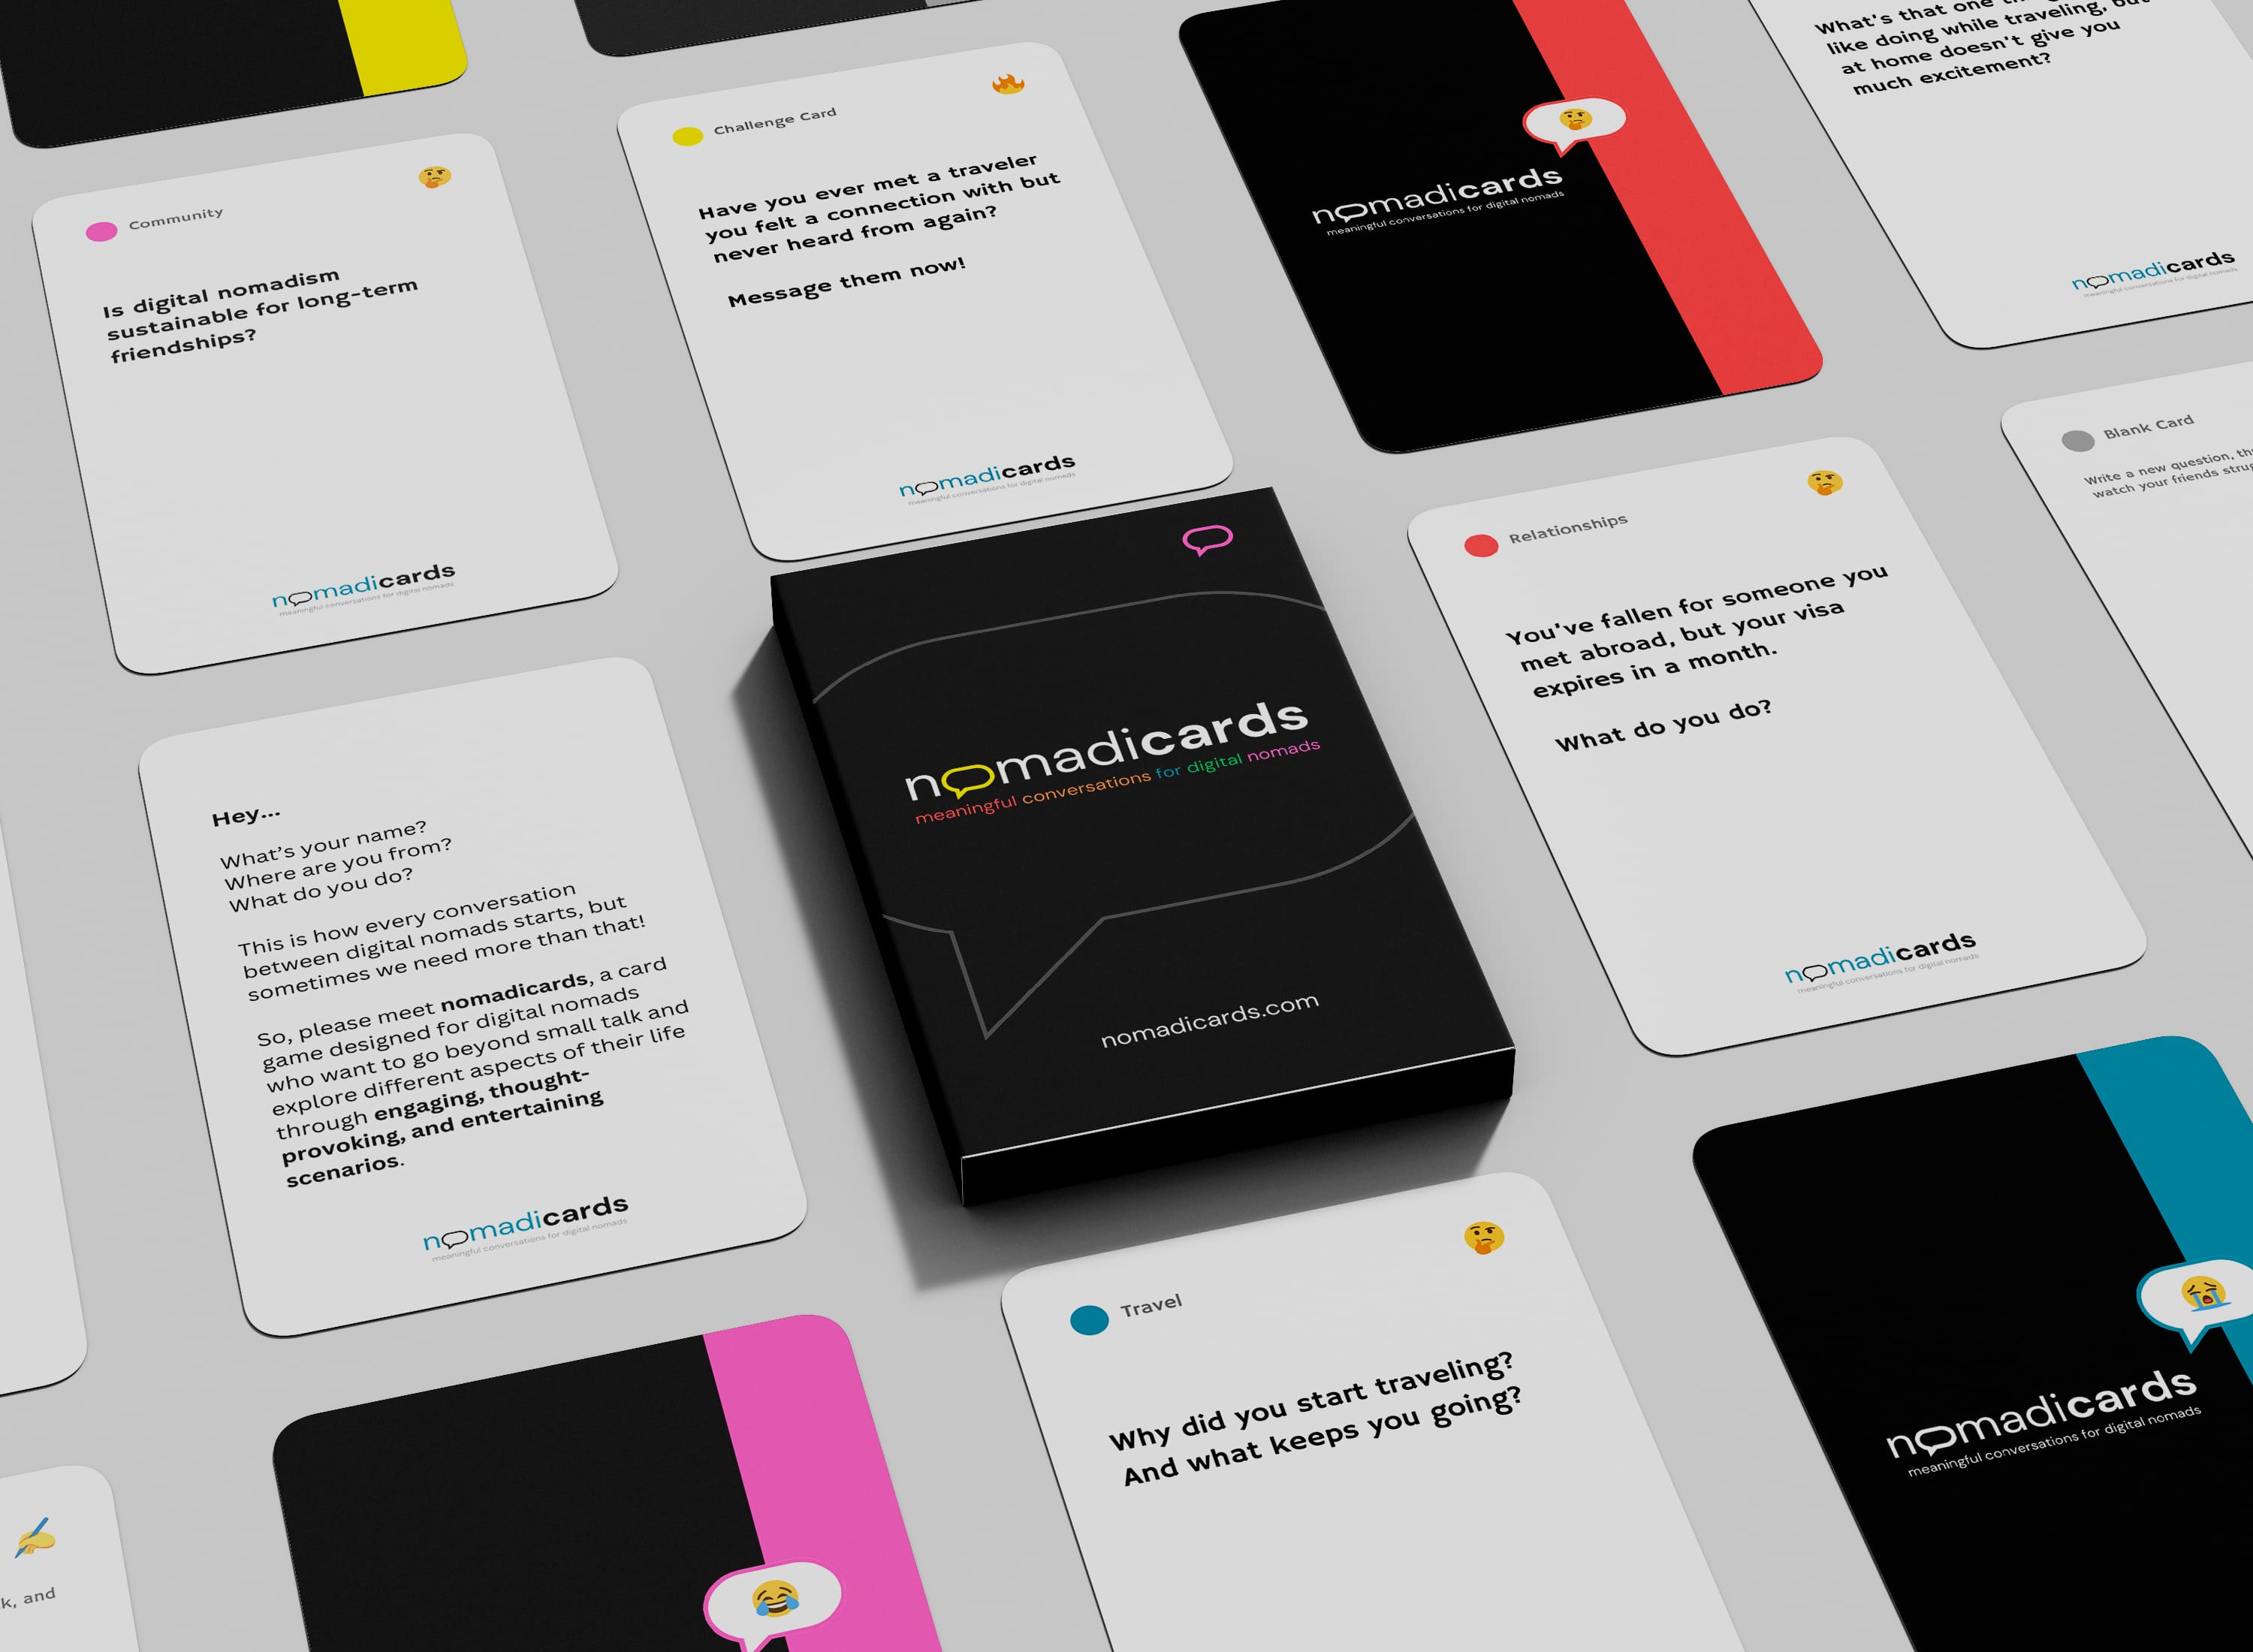 What's that one
like doing while traveling, but
at home doesn't give you
much excitement?
nomadicards
meaningful conversations for digital nomads
Community
Is digital nomadism
sustainable for long-term
friendships?
nomadicards
meaningful conversations for digital nomads
Challenge Card
Have you ever met a traveler
you felt a connection with but
never heard from again?
Message them now!
nomadicards
meaningful conversations for digital nomads
nomadicards
meaningful conversations for digital nomads
Blank Card
Write a new question,
watch your friends
Hey...
What's your name?
Where are you from?
What do you do?
This is how every conversation
between digital nomads starts, but
sometimes we need more than that!
So, please meet nomadicards, a card
game designed for digital nomads
who want to go beyond small talk and
explore different aspects of their life
through engaging, thought-
provoking, and entertaining
scenarios.
nomadicards
meaningful conversations for digital nomads
nomadicards
meaningful conversations for digital nomads
nomadicards.com
Relationships
You've fallen for someone you
met abroad, but your visa
expires in a month.
What do you do?
nomadicards
meaningful conversations for digital nomads
k, and
Travel
Why did you start traveling?
And what keeps you going?
nomadicards
meaningful conversations for digital nomads